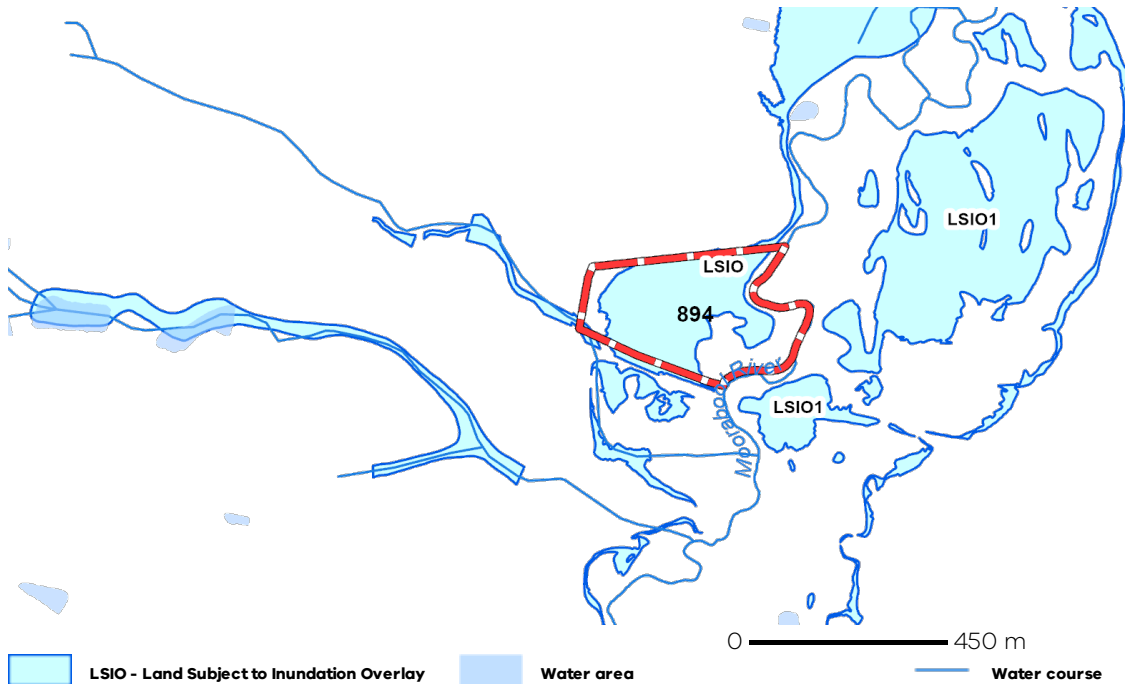 LSIO1
LSIO
894
Moorabool River
LSIO1
0 450 m
LSIO - Land Subject to Inundation Overlay
Water area
Water course